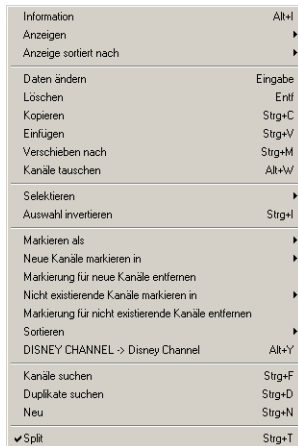 Information Alt+I
Anzeigen
Anzeige sortiert nach
Daten ändern Eingabe
Löschen Entf
Kopieren Strg+C
Einfügen Strg+V
Verschieben nach Strg+M
Kanäle tauschen Alt+W
Selektieren
Auswahl invertieren Strg+I
Markieren als
Neue Kanäle markieren in
Markierung für neue Kanäle entfernen
Nicht existierende Kanäle markieren in
Markierung für nicht existierende Kanäle entfernen
Sortieren
DISNEY CHANNEL -> Disney Channel Alt+Y
Kanäle suchen Strg+F
Duplikate suchen Strg+D
Neu Strg+N
Split Strg+T